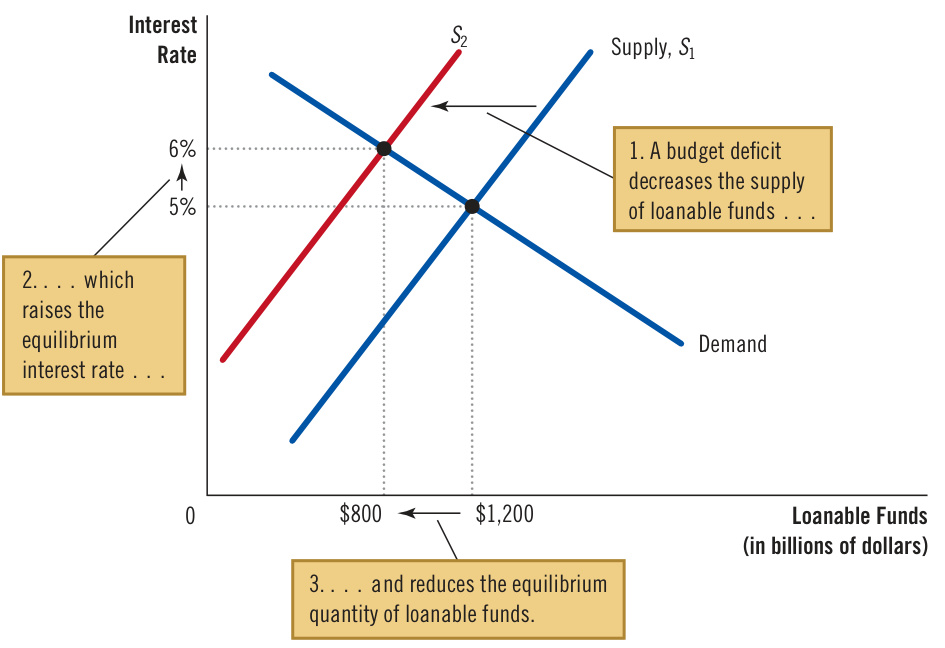 Interest
Rate
S2
Supply, S1
6%
5%
1. A budget deficit
decreases the supply
of loanable funds . . .
2. . . . which
raises the
equilibrium
interest rate . . .
Demand
0
$800
$1,200
Loanable Funds
(in billions of dollars)
3. . . . and reduces the equilibrium
quantity of loanable funds.